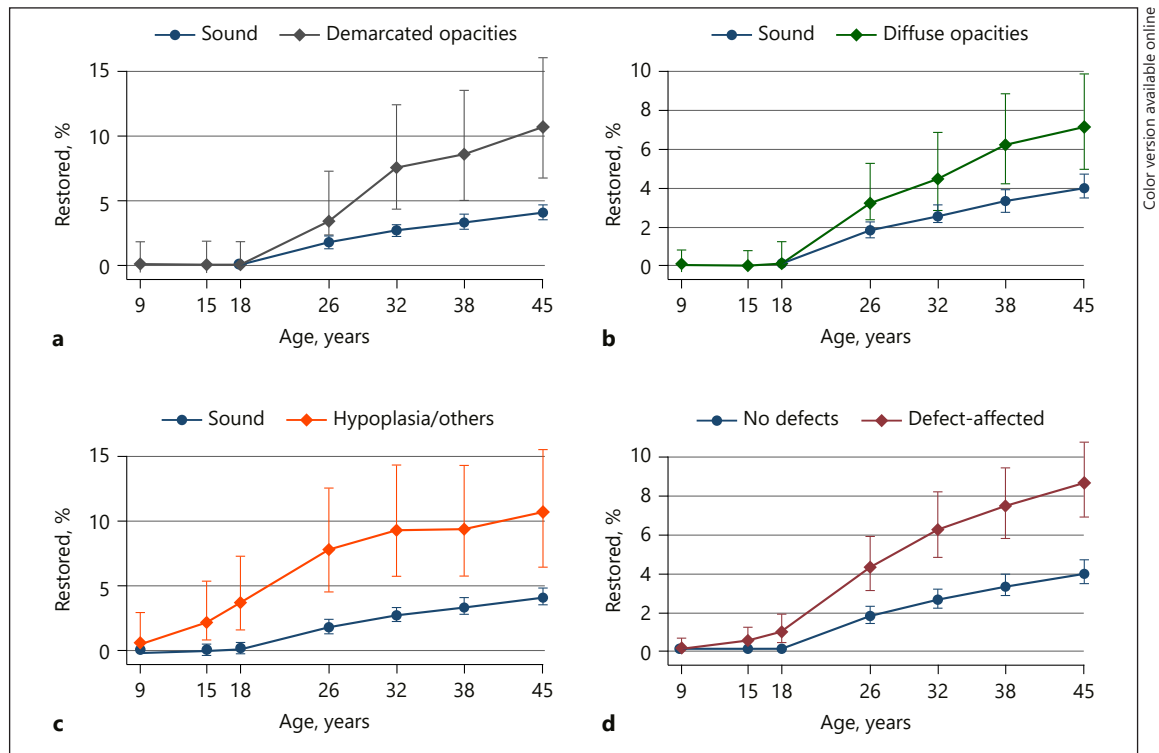 Sound Demarcated opacities
15
10
5
0
Restored, %
9 15 18 26 32 38 45
Age, years
a
Sound Diffuse opacities
10
8
6
4
2
0
Restored, %
9 15 18 26 32 38 45
Age, years
b
Sound Hypoplasia/others
15
10
5
0
Restored, %
9 15 18 26 32 38 45
Age, years
c
No defects Defect-affected
10
8
6
4
2
0
Restored, %
9 15 18 26 32 38 45
Age, years
d
Color version available online